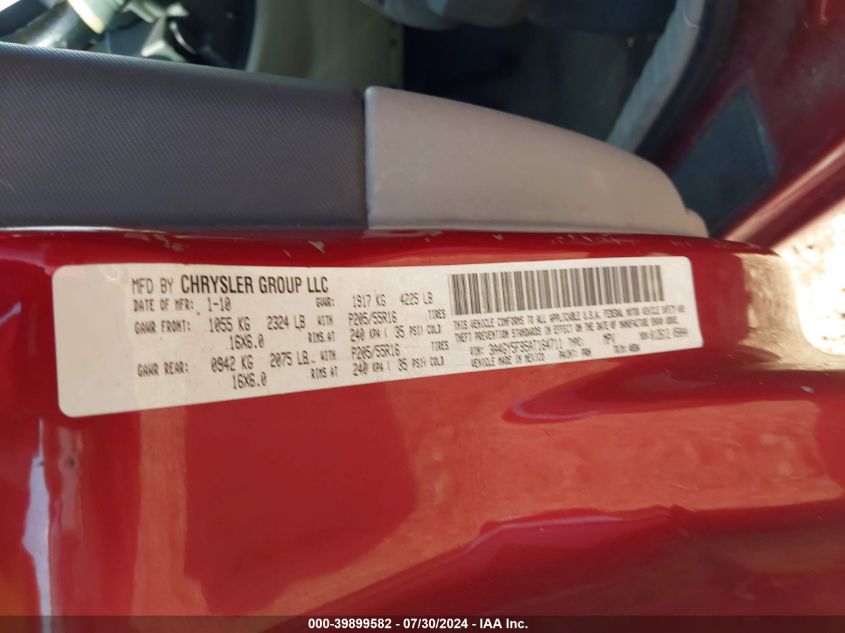 MFD BY CHRYSLER GROUP LLC
DATE OF MFR: 1-10 GVWR: 1917 KG 4225 LB
GAWR FRONT: 1055 KG 2324 LB WITH P205/55R16 TIRES
16X6.0 RIMS AT 240 KPA ( 35 PSI) COLD
GAWR REAR: 0942 KG 2075 LB WITH P205/55R16 TIRES
16X6.0 RIMS AT 240 KPA ( 35 PSI) COLD
THIS VEHICLE CONFORMS TO ALL APPLICABLE U.S.A. FEDERAL MOTOR VEHICLE SAFETY AND
THEFT PREVENTION STANDARDS IN EFFECT ON THE DATE OF MANUFACTURE SHOWN ABOVE.
VIN: TYPE: MPV
VEHICLE MADE IN MEXICO PAINT: TRIM:
000-39899582 / 07/30/2024 - IAA Inc.